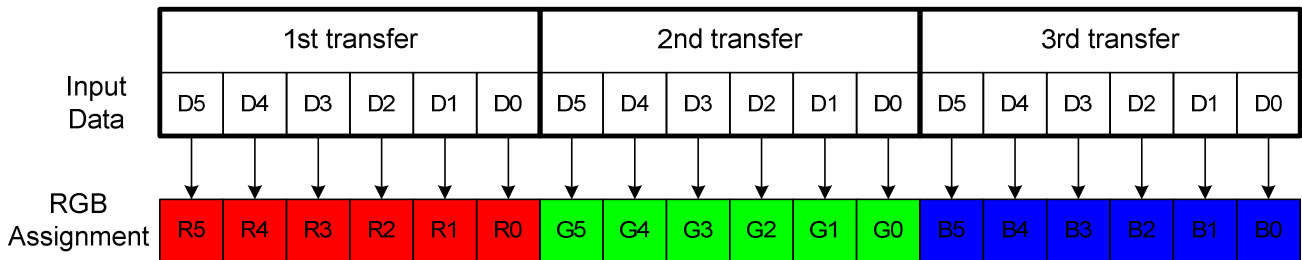 1st transfer 2nd transfer 3rd transfer
Input
Data
D5 D4 D3 D2 D1 D0 D5 D4 D3 D2 D1 D0 D5 D4 D3 D2 D1 D0
RGB
Assignment
R5 R4 R3 R2 R1 R0 G5 G4 G3 G2 G1 G0 B5 B4 B3 B2 B1 B0